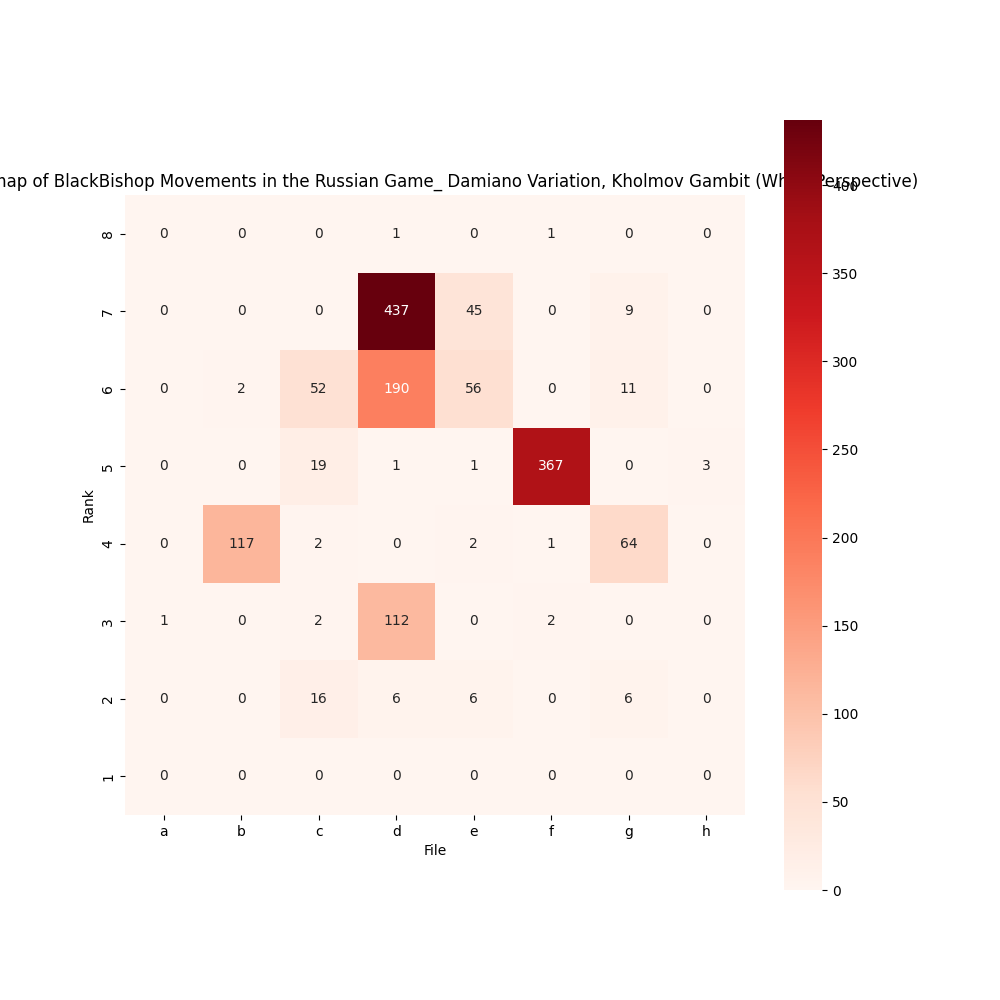 of BlackBishop Movements in the Russian Game_ Damiano Variation, Kholmov Gambit Perspective)
400
8 0 0 0 1 0 1 0 0
7 0 0 0 437 45 0 9 0
350
6 0 2 52 190 56 0 11 0
300
250
5 0 0 19 1 1 367 0 3
Rank
200
4 0 117 2 0 2 1 64 0
150
3 1 0 2 112 0 2 0 0
100
2 0 0 16 6 6 0 6 0
1 0 0 0 0 0 0 0 0
50
a b c d e f g h
File
0